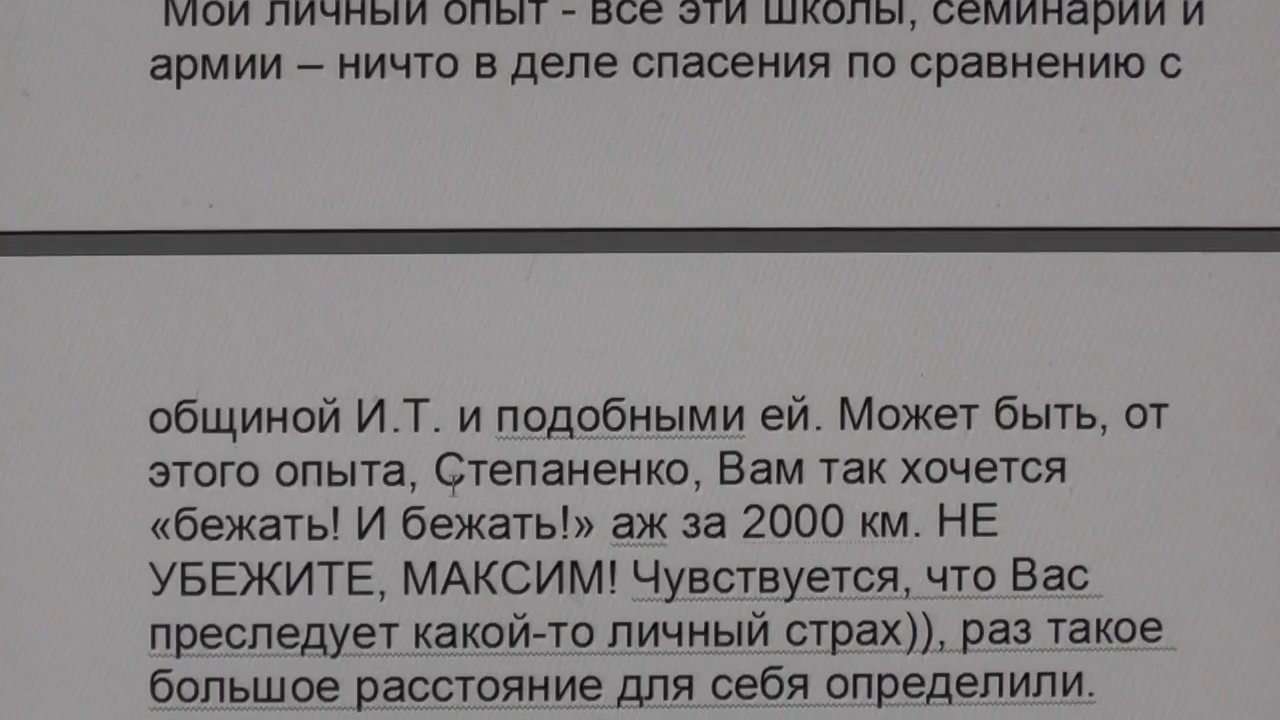 Мой личный опыт - все эти школы, семинарии и
армии – ничто в деле спасения по сравнению с
общиной И.Т. и подобными ей. Может быть, от
этого опыта, Степаненко, Вам так хочется
«бежать! И бежать!» аж за 2000 км. НЕ
УБЕЖИТЕ, МАКСИМ! Чувствуется, что Вас
преследует какой-то личный страх)), раз такое
большое расстояние для себя определили.